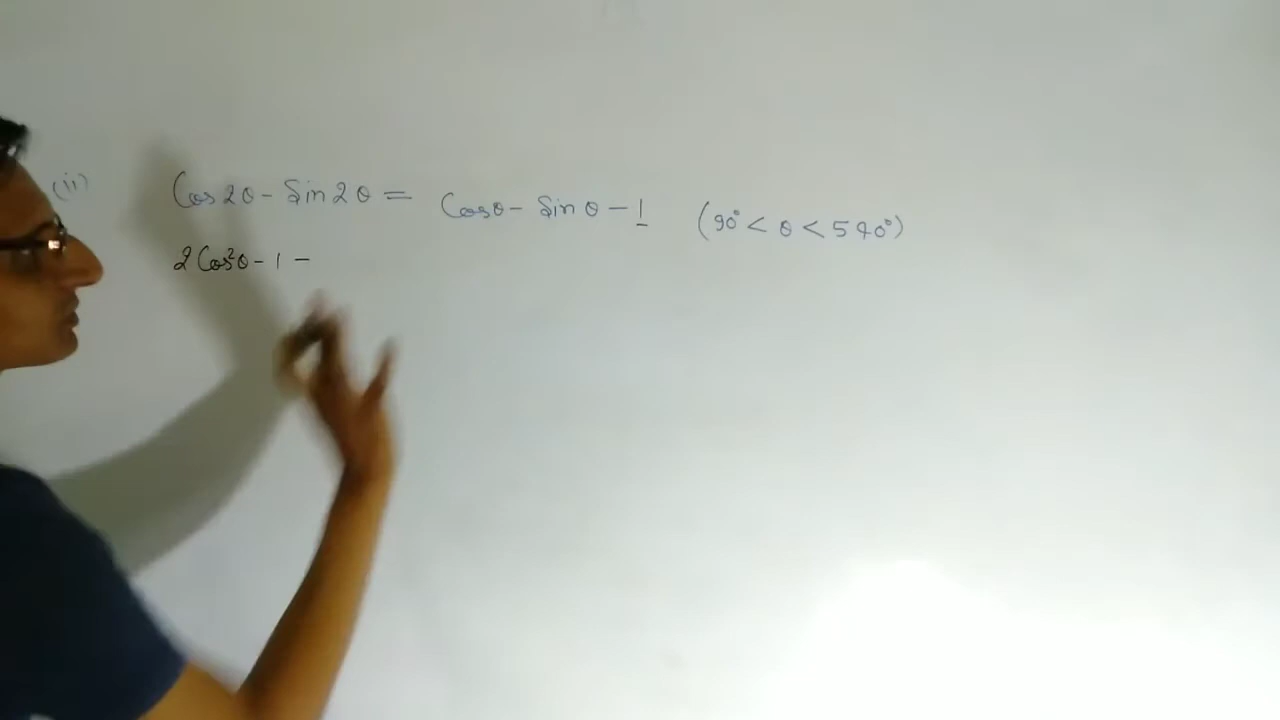 (ii) Cos2θ - Sin2θ = Cosθ - Sinθ - 1 (90° < θ < 540°)
2Cos²θ - 1 -